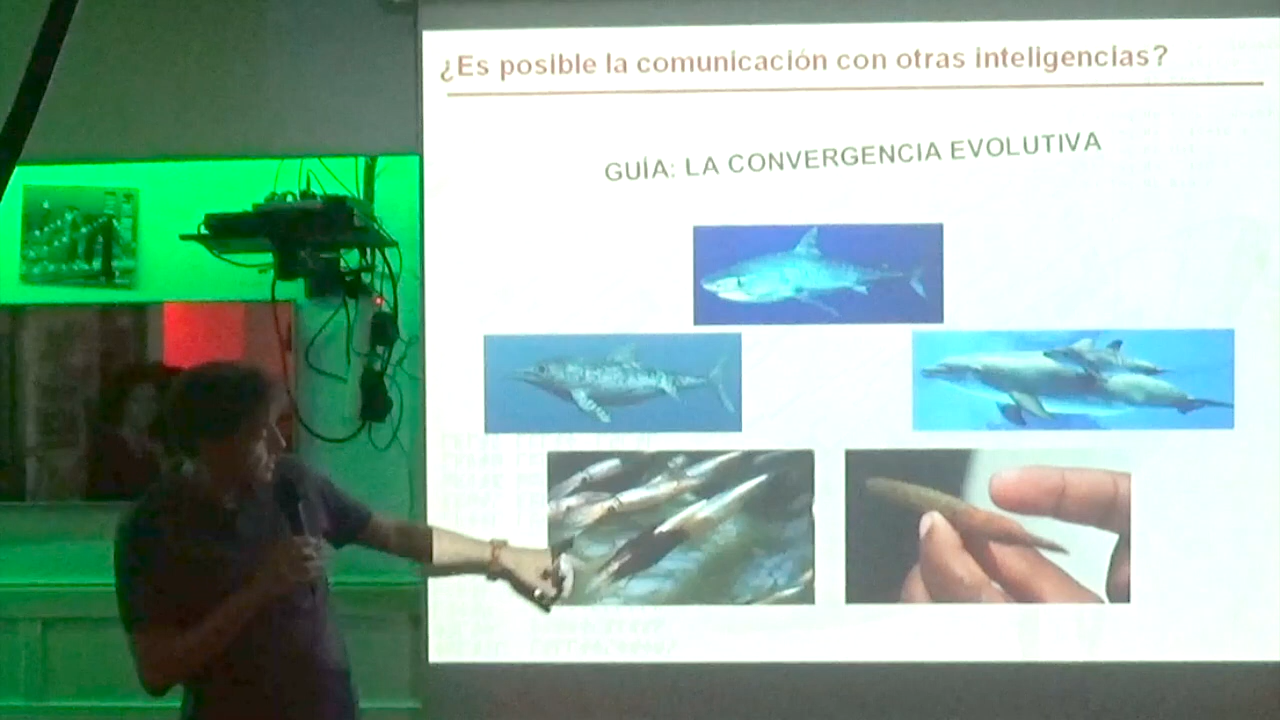 ¿Es posible la comunicación con otras inteligencias?
GUÍA: LA CONVERGENCIA EVOLUTIVA